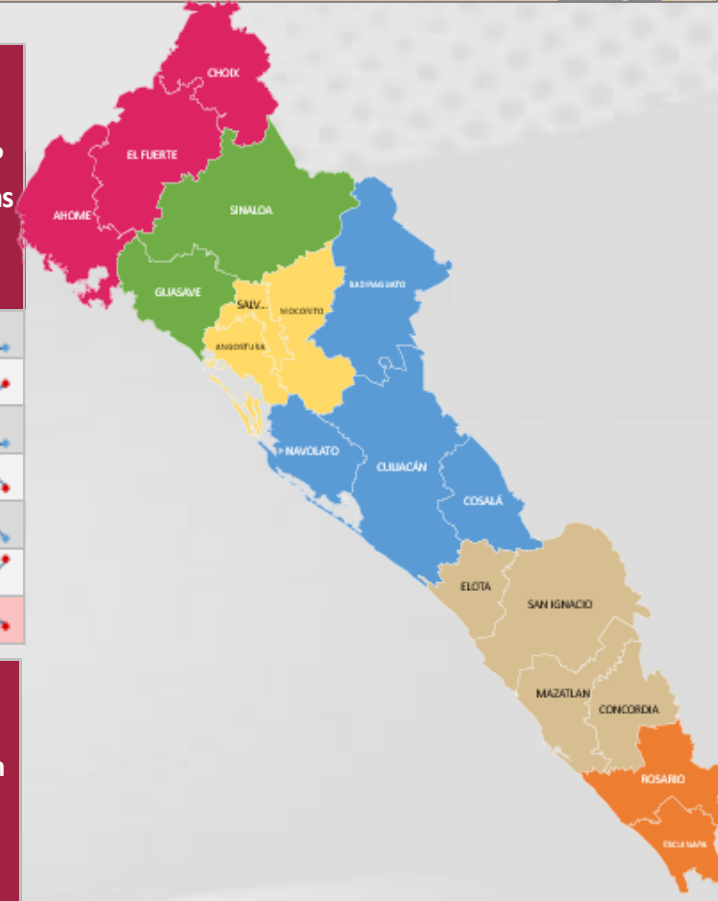 CHOIX
EL FUERTE
AHOME
SINALOA
GUASAVE
BADIRAGUATO
SALV...
MOCORITO
ANGOSTURA
NAVOLATO
CULIACÁN
COSALÁ
ELOTA
SAN IGNACIO
MAZATLAN
CONCORDIA
ROSARIO
ESCUINAPA